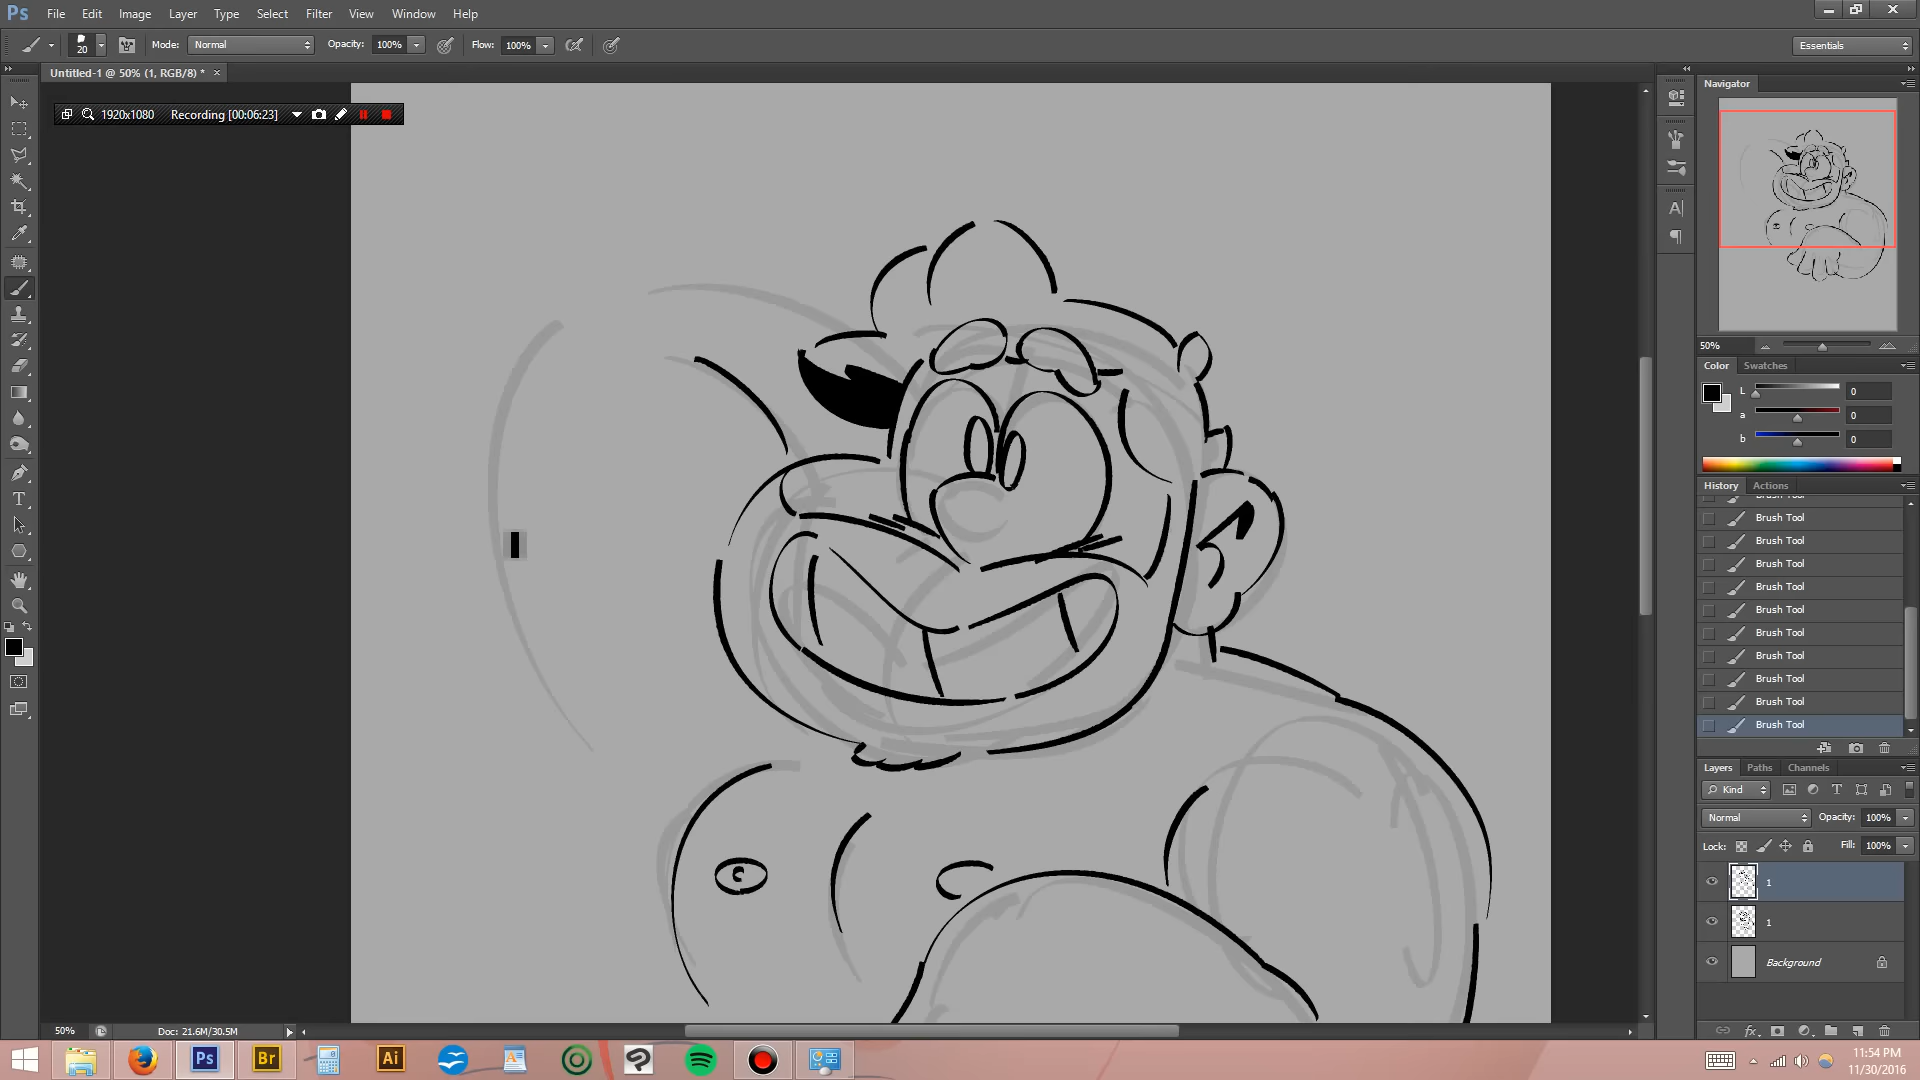 Ps File Edit Image Layer Type Select Filter View Window Help
20 Mode: Normal Opacity: 100% Flow: 100% Essentials
Untitled-1 @ 50% (1, RGB/8) * ×
1920x1080 Recording [00:06:23]
Navigator
50%
Color Swatches
L 0
a 0
b 0
History Actions
Brush Tool
Brush Tool
Brush Tool
Brush Tool
Brush Tool
Brush Tool
Brush Tool
Brush Tool
Brush Tool
Brush Tool
Layers Paths Channels
Kind
Normal Opacity: 100%
Lock: Fill: 100%
1
1
Background
50% Doc: 21.6M/30.5M
Ps Br Ai
11:54 PM
11/30/2016